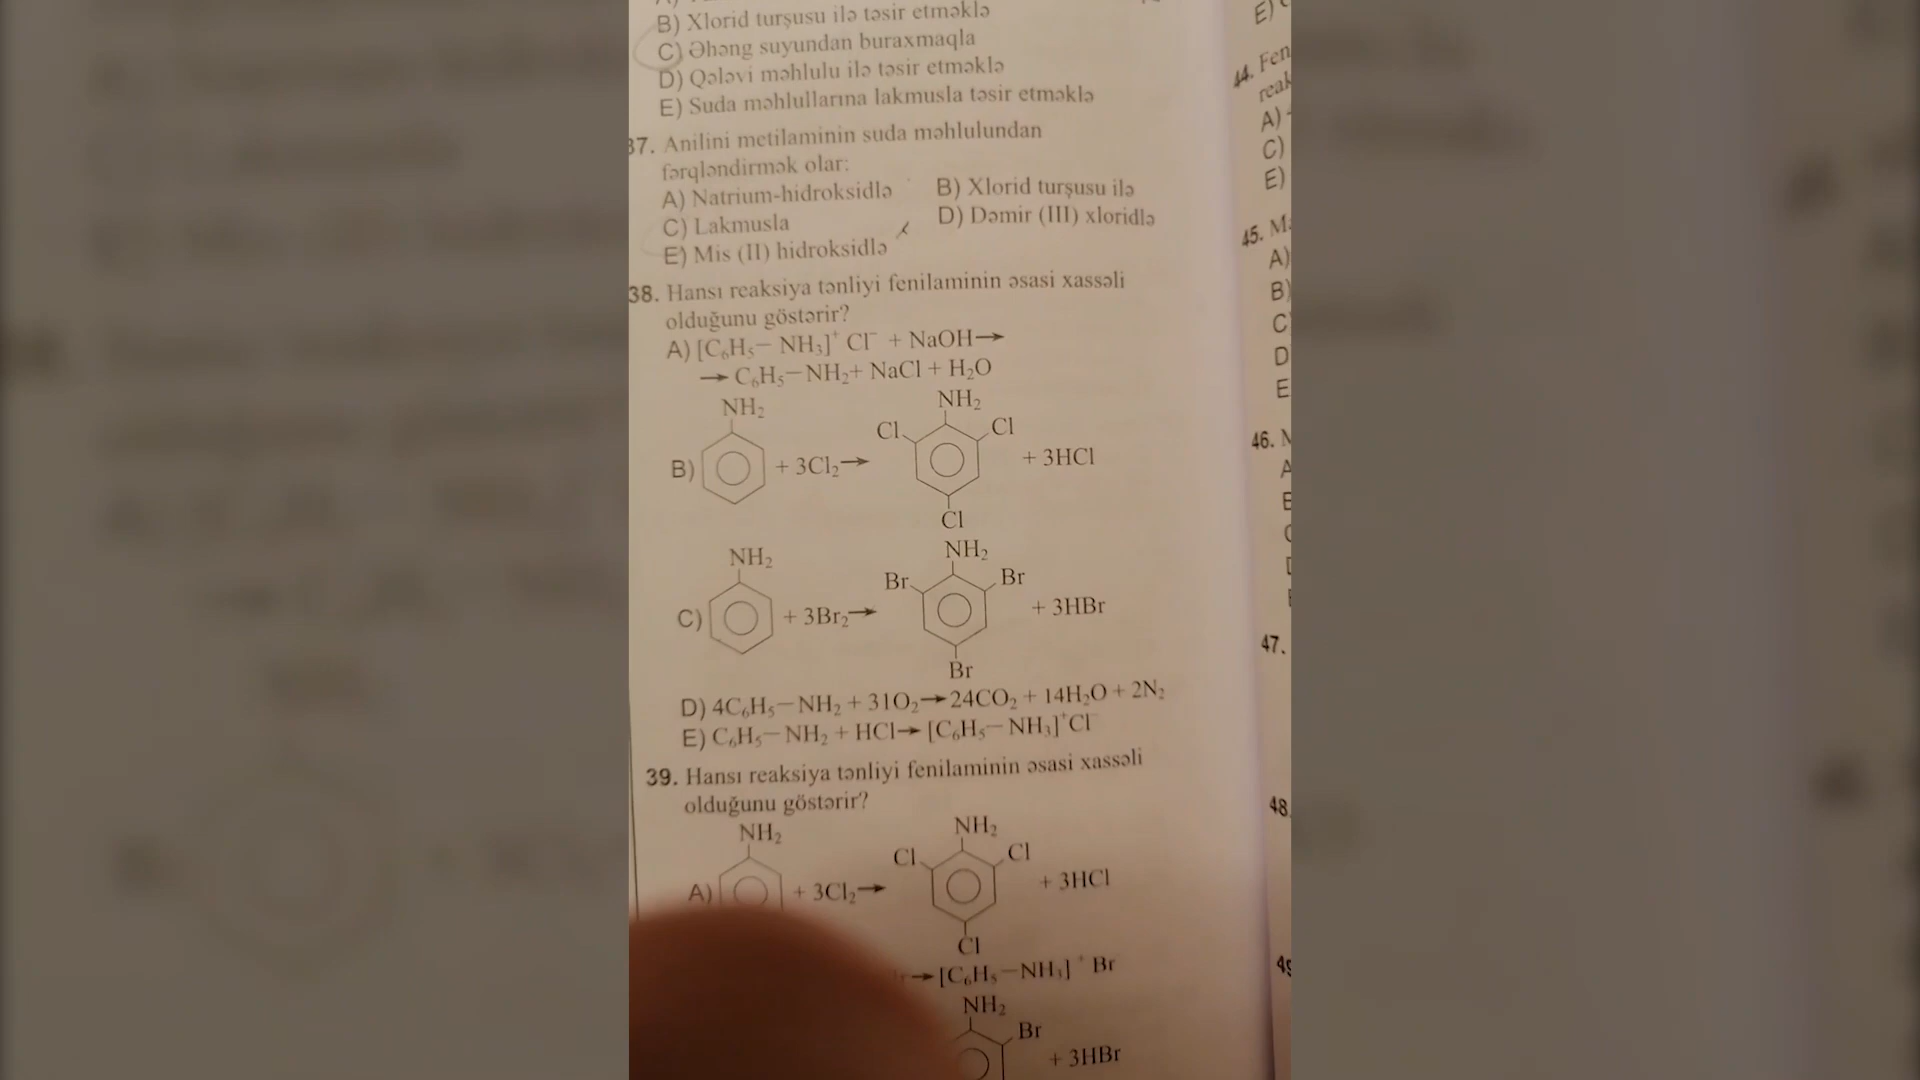 B) Xlorid turşusu ilə təsir etməklə
C) Əhəng suyundan buraxmaqla
D) Qələvi məhlulu ilə təsir etməklə
E) Suda məhlullarına lakmusla təsir etməklə
37. Anilini metilaminin suda məhlulundan
fərqləndirmək olar:
A) Natrium-hidroksidlə B) Xlorid turşusu ilə
C) Lakmusla D) Dəmir (III) xloridlə
E) Mis (II) hidroksidlə
38. Hansı reaksiya tənliyi fenilaminin əsasi xassəli
olduğunu göstərir?
A) [C₆H₅− NH₃]⁺ Cl⁻ + NaOH→
→ C₆H₅−NH₂+ NaCl + H₂O
NH₂ NH₂
Cl Cl
B) + 3Cl₂→ + 3HCl
Cl
NH₂ NH₂
Br Br
C) + 3Br₂→ + 3HBr
Br
D) 4C₆H₅−NH₂ + 31O₂→24CO₂ + 14H₂O + 2N₂
E) C₆H₅−NH₂ + HCl→ [C₆H₅− NH₃]⁺Cl⁻
39. Hansı reaksiya tənliyi fenilaminin əsasi xassəli
olduğunu göstərir?
NH₂ NH₂
Cl Cl
A) + 3Cl₂→ + 3HCl
Cl
→[C₆H₅−NH₃]⁺ Br
NH₂
Br
+ 3HBr
E)
44. Fen
reak
A)
C)
E)
45.
A)
B)
C
D
E
46.
A
47.
48